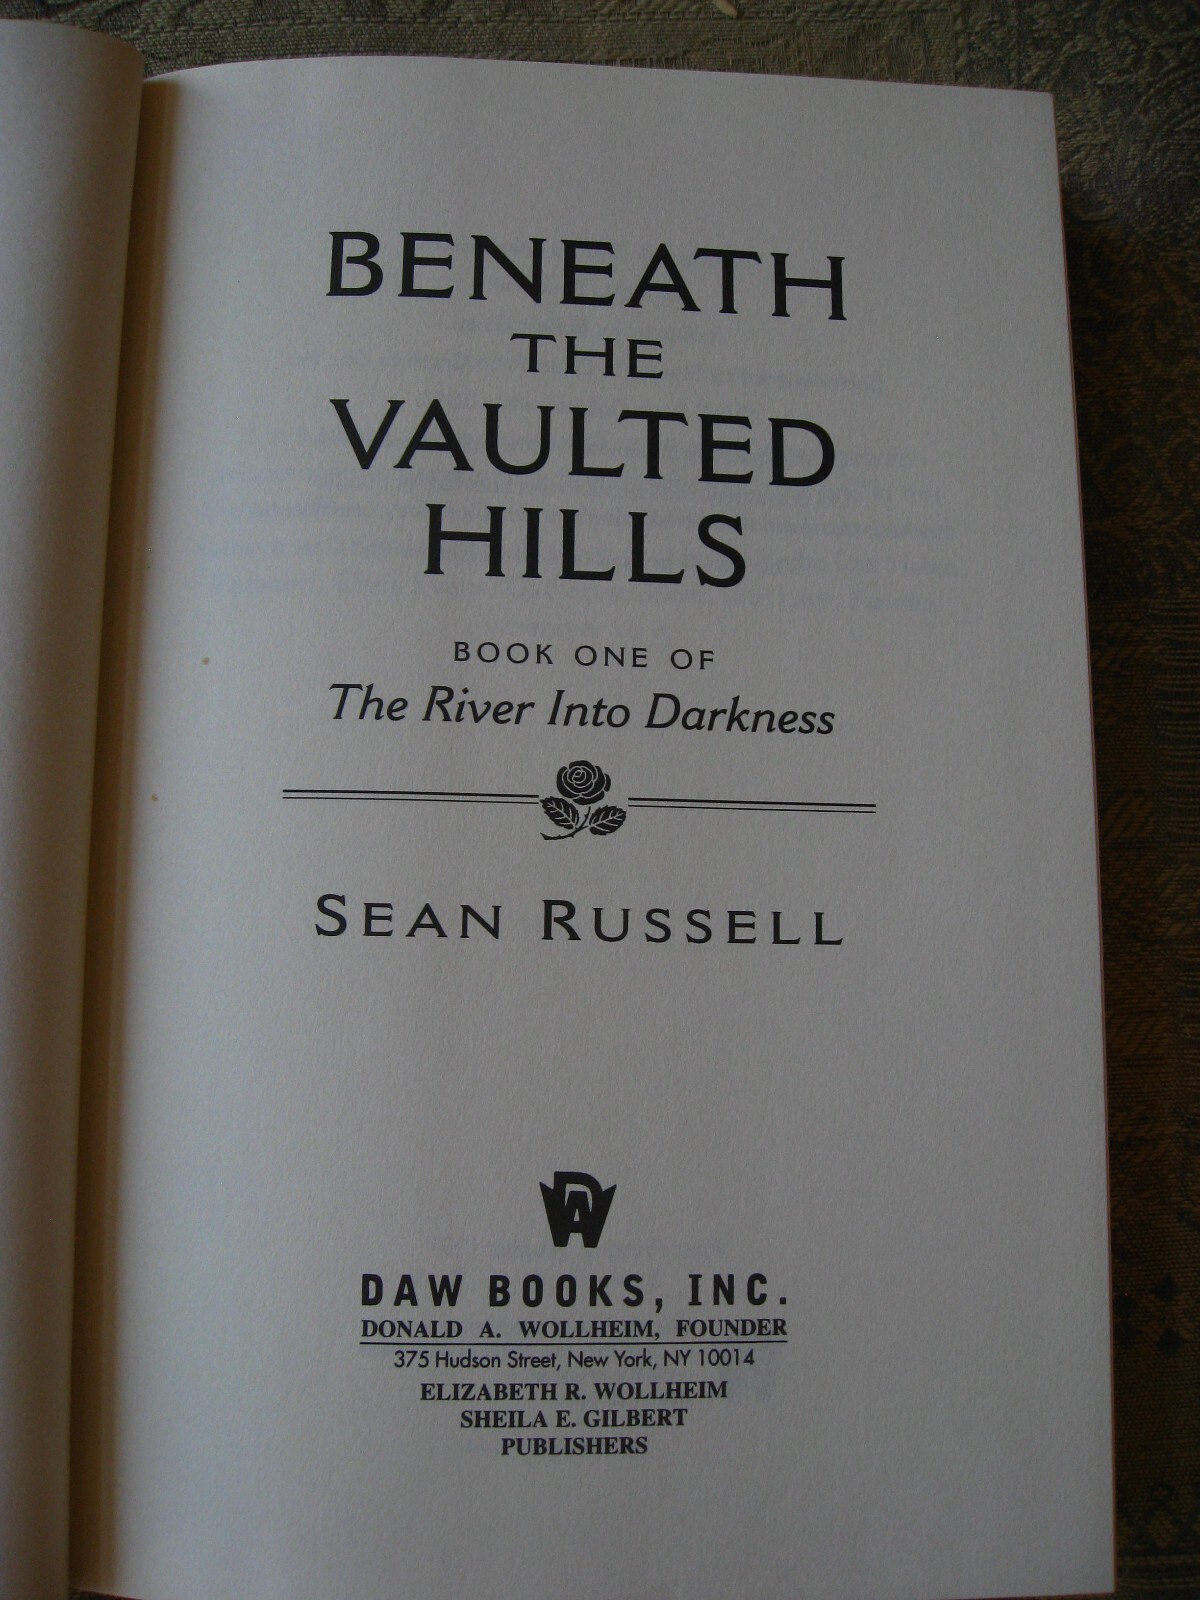 BENEATH
THE
VAULTED
HILLS
BOOK ONE OF
The River Into Darkness
SEAN RUSSELL
DAW
DAW BOOKS, INC.
DONALD A. WOLLHEIM, FOUNDER
375 Hudson Street, New York, NY 10014
ELIZABETH R. WOLLHEIM
SHEILA E. GILBERT
PUBLISHERS